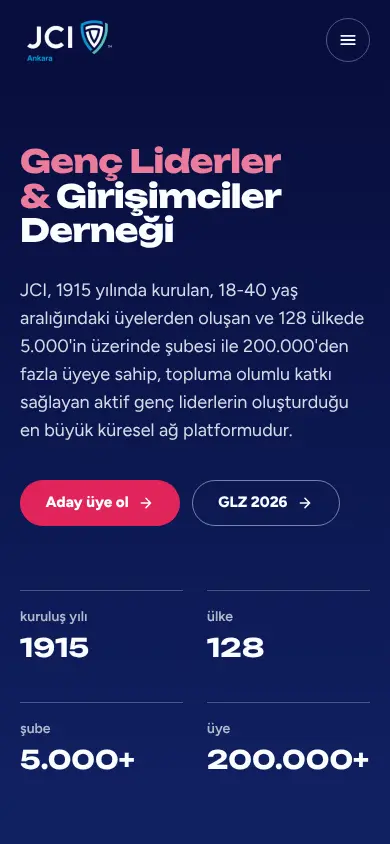 JCI
Ankara
Genç Liderler
& Girişimciler
Derneği
JCI, 1915 yılında kurulan, 18-40 yaş
aralığındaki üyelerden oluşan ve 128 ülkede
5.000'in üzerinde şubesi ile 200.000'den
fazla üyeye sahip, topluma olumlu katkı
sağlayan aktif genç liderlerin oluşturduğu
en büyük küresel ağ platformudur.
Aday üye ol →
GLZ 2026 →
kuruluş yılı
1915
ülke
128
şube
5.000+
üye
200.000+